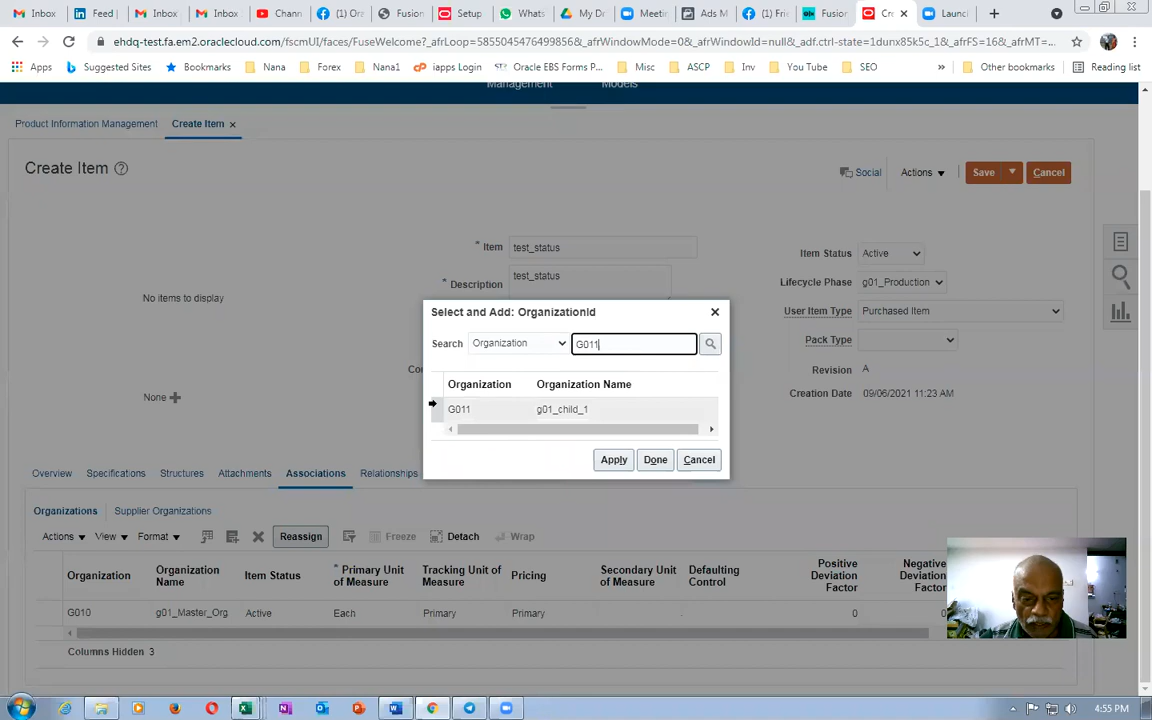 Inbox
Feed |
Inbox
Inbox
Chann
(1) Ora
Fusion
Setup
Whats
My Dr
Meetin
Ads M
(1) Frie
Fusior
Cre
Launc
ehdq-test.fa.em2.oraclecloud.com/fscmUI/faces/FuseWelcome?_afrLoop=5855045476499856&_afrWindowMode=0&_afrWindowId=null&_adf.ctrl-state=1dunx85k5c_1&_afrFS=16&_afrMT=...
Apps
Suggested Sites
Bookmarks
Nana
Forex
Nana1
iapps Login
Oracle EBS Forms P...
Misc
ASCP
Inv
You Tube
SEO
»
Other bookmarks
Reading list
Management
Models
Product Information Management
Create Item
Create Item
Social
Actions
Save
Cancel
* Item
test_status
Item Status
Active
* Description
test_status
Lifecycle Phase
g01_Production
No items to display
User Item Type
Purchased Item
Select and Add: OrganizationId
Pack Type
Search
Organization
G011
Revision
A
Organization
Organization Name
Creation Date
09/06/2021 11:23 AM
None
G011
g01_child_1
Apply
Done
Cancel
Overview
Specifications
Structures
Attachments
Associations
Relationships
Organizations
Supplier Organizations
Actions
View
Format
Reassign
Freeze
Detach
Wrap
Organization
Organization Name
Item Status
* Primary Unit of Measure
Tracking Unit of Measure
Pricing
Secondary Unit of Measure
Defaulting Control
Positive Deviation Factor
Negative Deviation Factor
G010
g01_Master_Org
Active
Each
Primary
Primary
0
0
Columns Hidden 3
4:55 PM